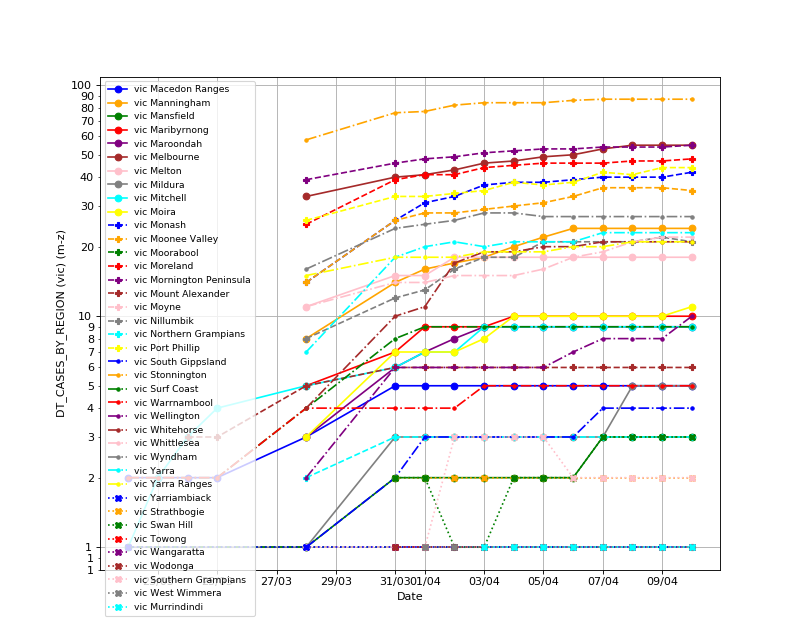 100
90
80
70
60
50
40
30
20
10
9
8
7
6
5
4
3
2
1
1
1
DT_CASES_BY_REGION (vic) (m-z)
vic Macedon Ranges
vic Manningham
vic Mansfield
vic Maribyrnong
vic Maroondah
vic Melbourne
vic Melton
vic Mildura
vic Mitchell
vic Moira
vic Monash
vic Moonee Valley
vic Moorabool
vic Moreland
vic Mornington Peninsula
vic Mount Alexander
vic Moyne
vic Nillumbik
vic Northern Grampians
vic Port Phillip
vic South Gippsland
vic Stonnington
vic Surf Coast
vic Warrnambool
vic Wellington
vic Whitehorse
vic Whittlesea
vic Wyndham
vic Yarra
vic Yarra Ranges
vic Yarriambiack
vic Strathbogie
vic Swan Hill
vic Towong
vic Wangaratta
vic Wodonga
vic Southern Grampians
vic West Wimmera
vic Murrindindi
27/03 29/03 31/03 01/04 03/04 05/04 07/04 09/04
Date